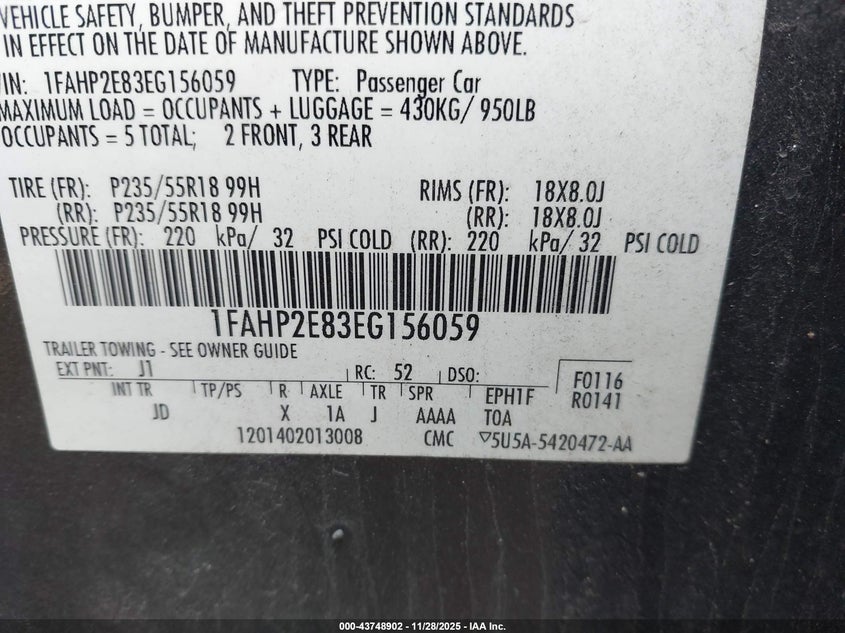 VEHICLE SAFETY, BUMPER, AND THEFT PREVENTION STANDARDS
IN EFFECT ON THE DATE OF MANUFACTURE SHOWN ABOVE.
VIN: 1FAHP2E83EG156059 TYPE: Passenger Car
MAXIMUM LOAD = OCCUPANTS + LUGGAGE = 430KG/ 950LB
OCCUPANTS = 5 TOTAL; 2 FRONT, 3 REAR
TIRE (FR): P235/55R18 99H RIMS (FR): 18X8.0J
(RR): P235/55R18 99H (RR): 18X8.0J
PRESSURE (FR): 220 kPa/ 32 PSI COLD (RR): 220 kPa/ 32 PSI COLD
1FAHP2E83EG156059
TRAILER TOWING - SEE OWNER GUIDE
EXT PNT: J1 RC: 52 DSO:
INT TR TP/PS R AXLE TR SPR EPH1F F0116
JD X 1A J AAAA TOA R0141
1201402013008 CMC ▽5U5A-5420472-AA
000-43748902 - 11/28/2025 - IAA Inc.